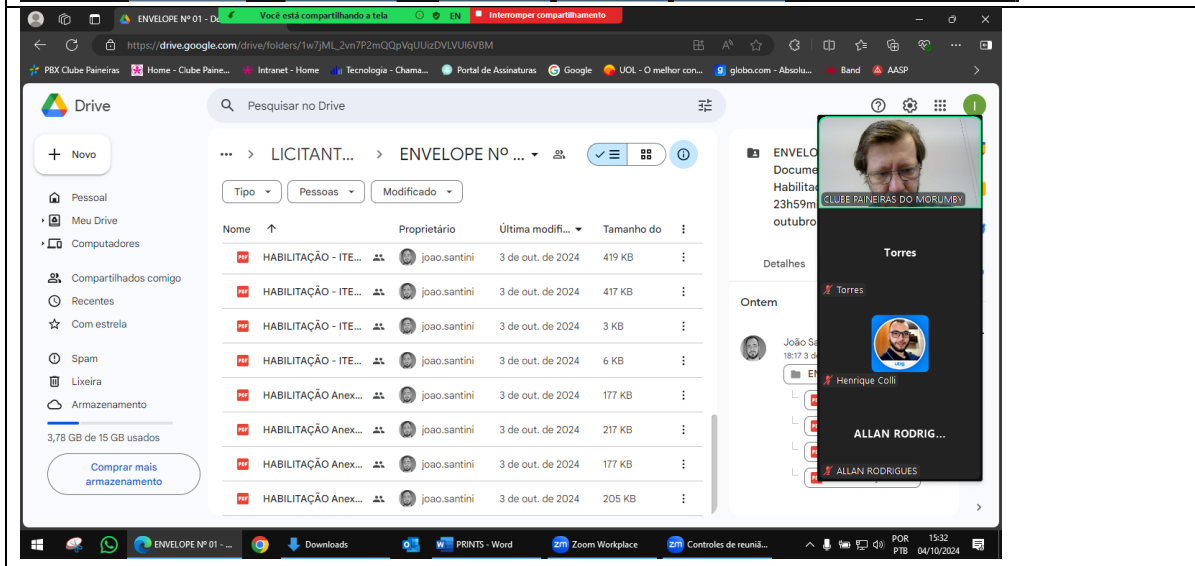 ENVELOPE Nº 01 - Do
Você está compartilhando a tela
EN
Interromper compartilhamento
https://drive.google.com/drive/folders/1w7jML_2vn7P2mQQpVqUUizDVLVUI6VBM
PBX Clube Paineiras
Home - Clube Paine...
Intranet - Home
Tecnologia - Chama...
Portal de Assinaturas
Google
UOL - O melhor con...
globo.com - Absolu...
Band
AASP
Drive
Pesquisar no Drive
Novo
Pessoal
Meu Drive
Computadores
Compartilhados comigo
Recentes
Com estrela
Spam
Lixeira
Armazenamento
3,78 GB de 15 GB usados
Comprar mais
armazenamento
LICITANT... > ENVELOPE Nº ...
Tipo Pessoas Modificado
Nome Proprietário Última modifi... Tamanho do
HABILITAÇÃO - ITE... joao.santini 3 de out. de 2024 419 KB
HABILITAÇÃO - ITE... joao.santini 3 de out. de 2024 417 KB
HABILITAÇÃO - ITE... joao.santini 3 de out. de 2024 3 KB
HABILITAÇÃO - ITE... joao.santini 3 de out. de 2024 6 KB
HABILITAÇÃO Anex... joao.santini 3 de out. de 2024 177 KB
HABILITAÇÃO Anex... joao.santini 3 de out. de 2024 217 KB
HABILITAÇÃO Anex... joao.santini 3 de out. de 2024 177 KB
HABILITAÇÃO Anex... joao.santini 3 de out. de 2024 205 KB
I
ENVELO
Docume
Habilita
23h59m
outubro
Detalhes
Ontem
João Sa
18:17 3 d
EN
CLUBE PAINEIRAS DO MORUMBY
Torres
Torres
Henrique Colli
ALLAN RODRIG...
ALLAN RODRIGUES
ENVELOPE Nº 01 - ...
Downloads
PRINTS - Word
Zoom Workplace
Controles de reuniã...
POR
PTB
15:32
04/10/2024